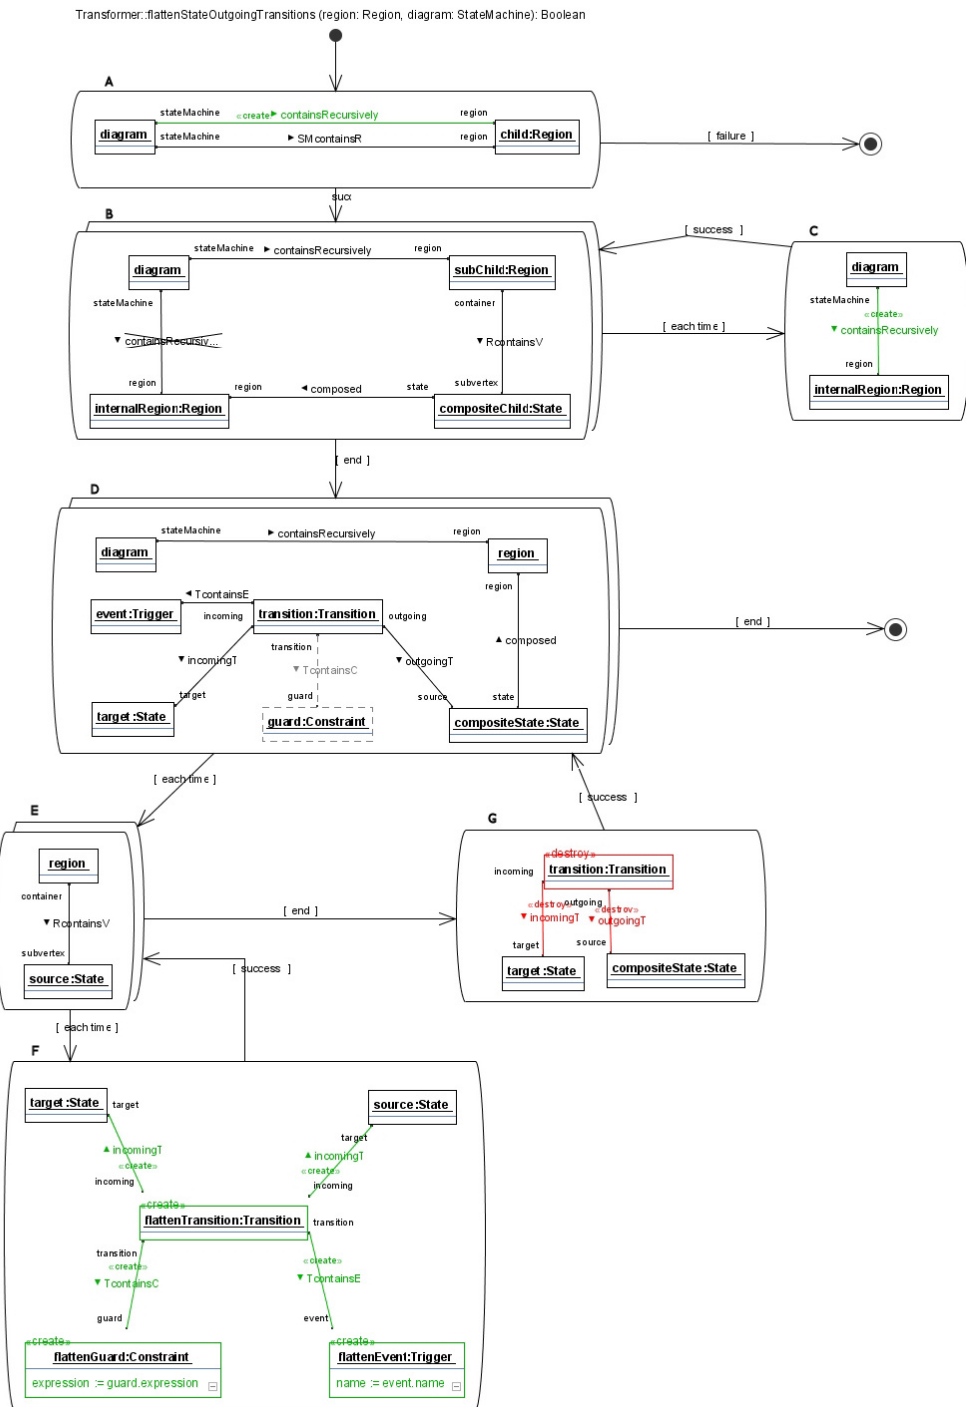 Transformer::flattenStateOutgoingTransitions (region: Region, diagram: StateMachine): Boolean
A
stateMachine «create» ► containsRecursively region
diagram child:Region
stateMachine ► SMcontainsR region
[ failure ]
succ
B
stateMachine ► containsRecursively region
diagram subChild:Region
stateMachine container
▼ containsRecursiv... ▼ RcontainsV
region region ◄ composed state subvertex
internalRegion:Region compositeChild:State
[ success ]
C
diagram
stateMachine
«create»
▼ containsRecursively
region
internalRegion:Region
[ each time ]
[ end ]
D
stateMachine ► containsRecursively region
diagram region
region
◄ TcontainsE
event:Trigger incoming transition:Transition outgoing
transition
▼ incomingT ▼ TcontainsC ▼ outgoingT ▲ composed
target guard source state
target:State guard:Constraint compositeState:State
[ end ]
[ each time ]
[ success ]
E
region
container
▼ RcontainsV
subvertex
source:State
[ end ]
G
«destroy»
incoming transition:Transition
«destroy» outgoing «destroy»
▼ incomingT ▼ outgoingT
target source
target:State compositeState:State
[ success ]
[ each time ]
F
target:State target source:State
target
▲ incomingT ▲ incomingT
«create» «create»
incoming incoming
«create»
flattenTransition:Transition transition
transition
«create» «create»
▼ TcontainsC ▼ TcontainsE
guard event
«create» «create»
flattenGuard:Constraint flattenEvent:Trigger
expression := guard.expression name := event.name